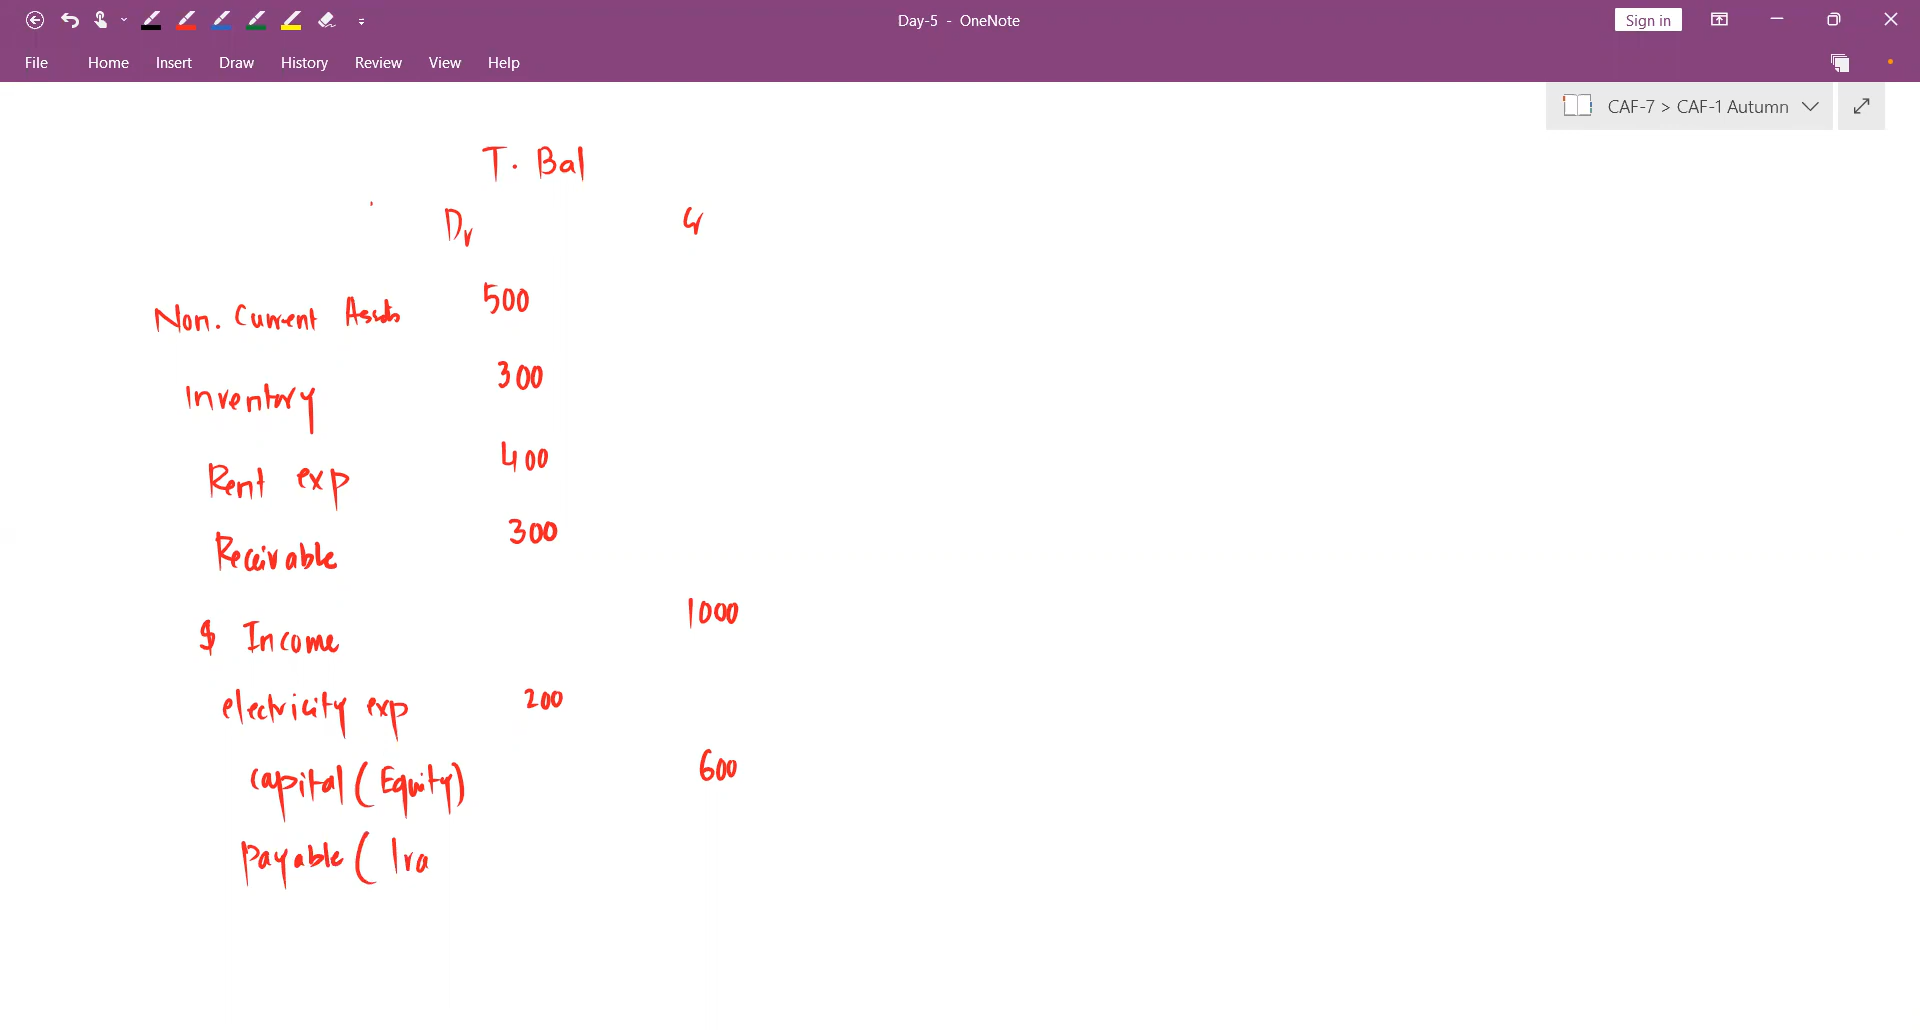 Day-5 - OneNote
Sign in
File Home Insert Draw History Review View Help
CAF-7 > CAF-1 Autumn
T. Bal
Dr Cr
Non. Current Assets 500
Inventory 300
Rent exp 400
Receivable 300
$ Income 1000
electricity exp 200
Capital (Equity) 600
Payable (